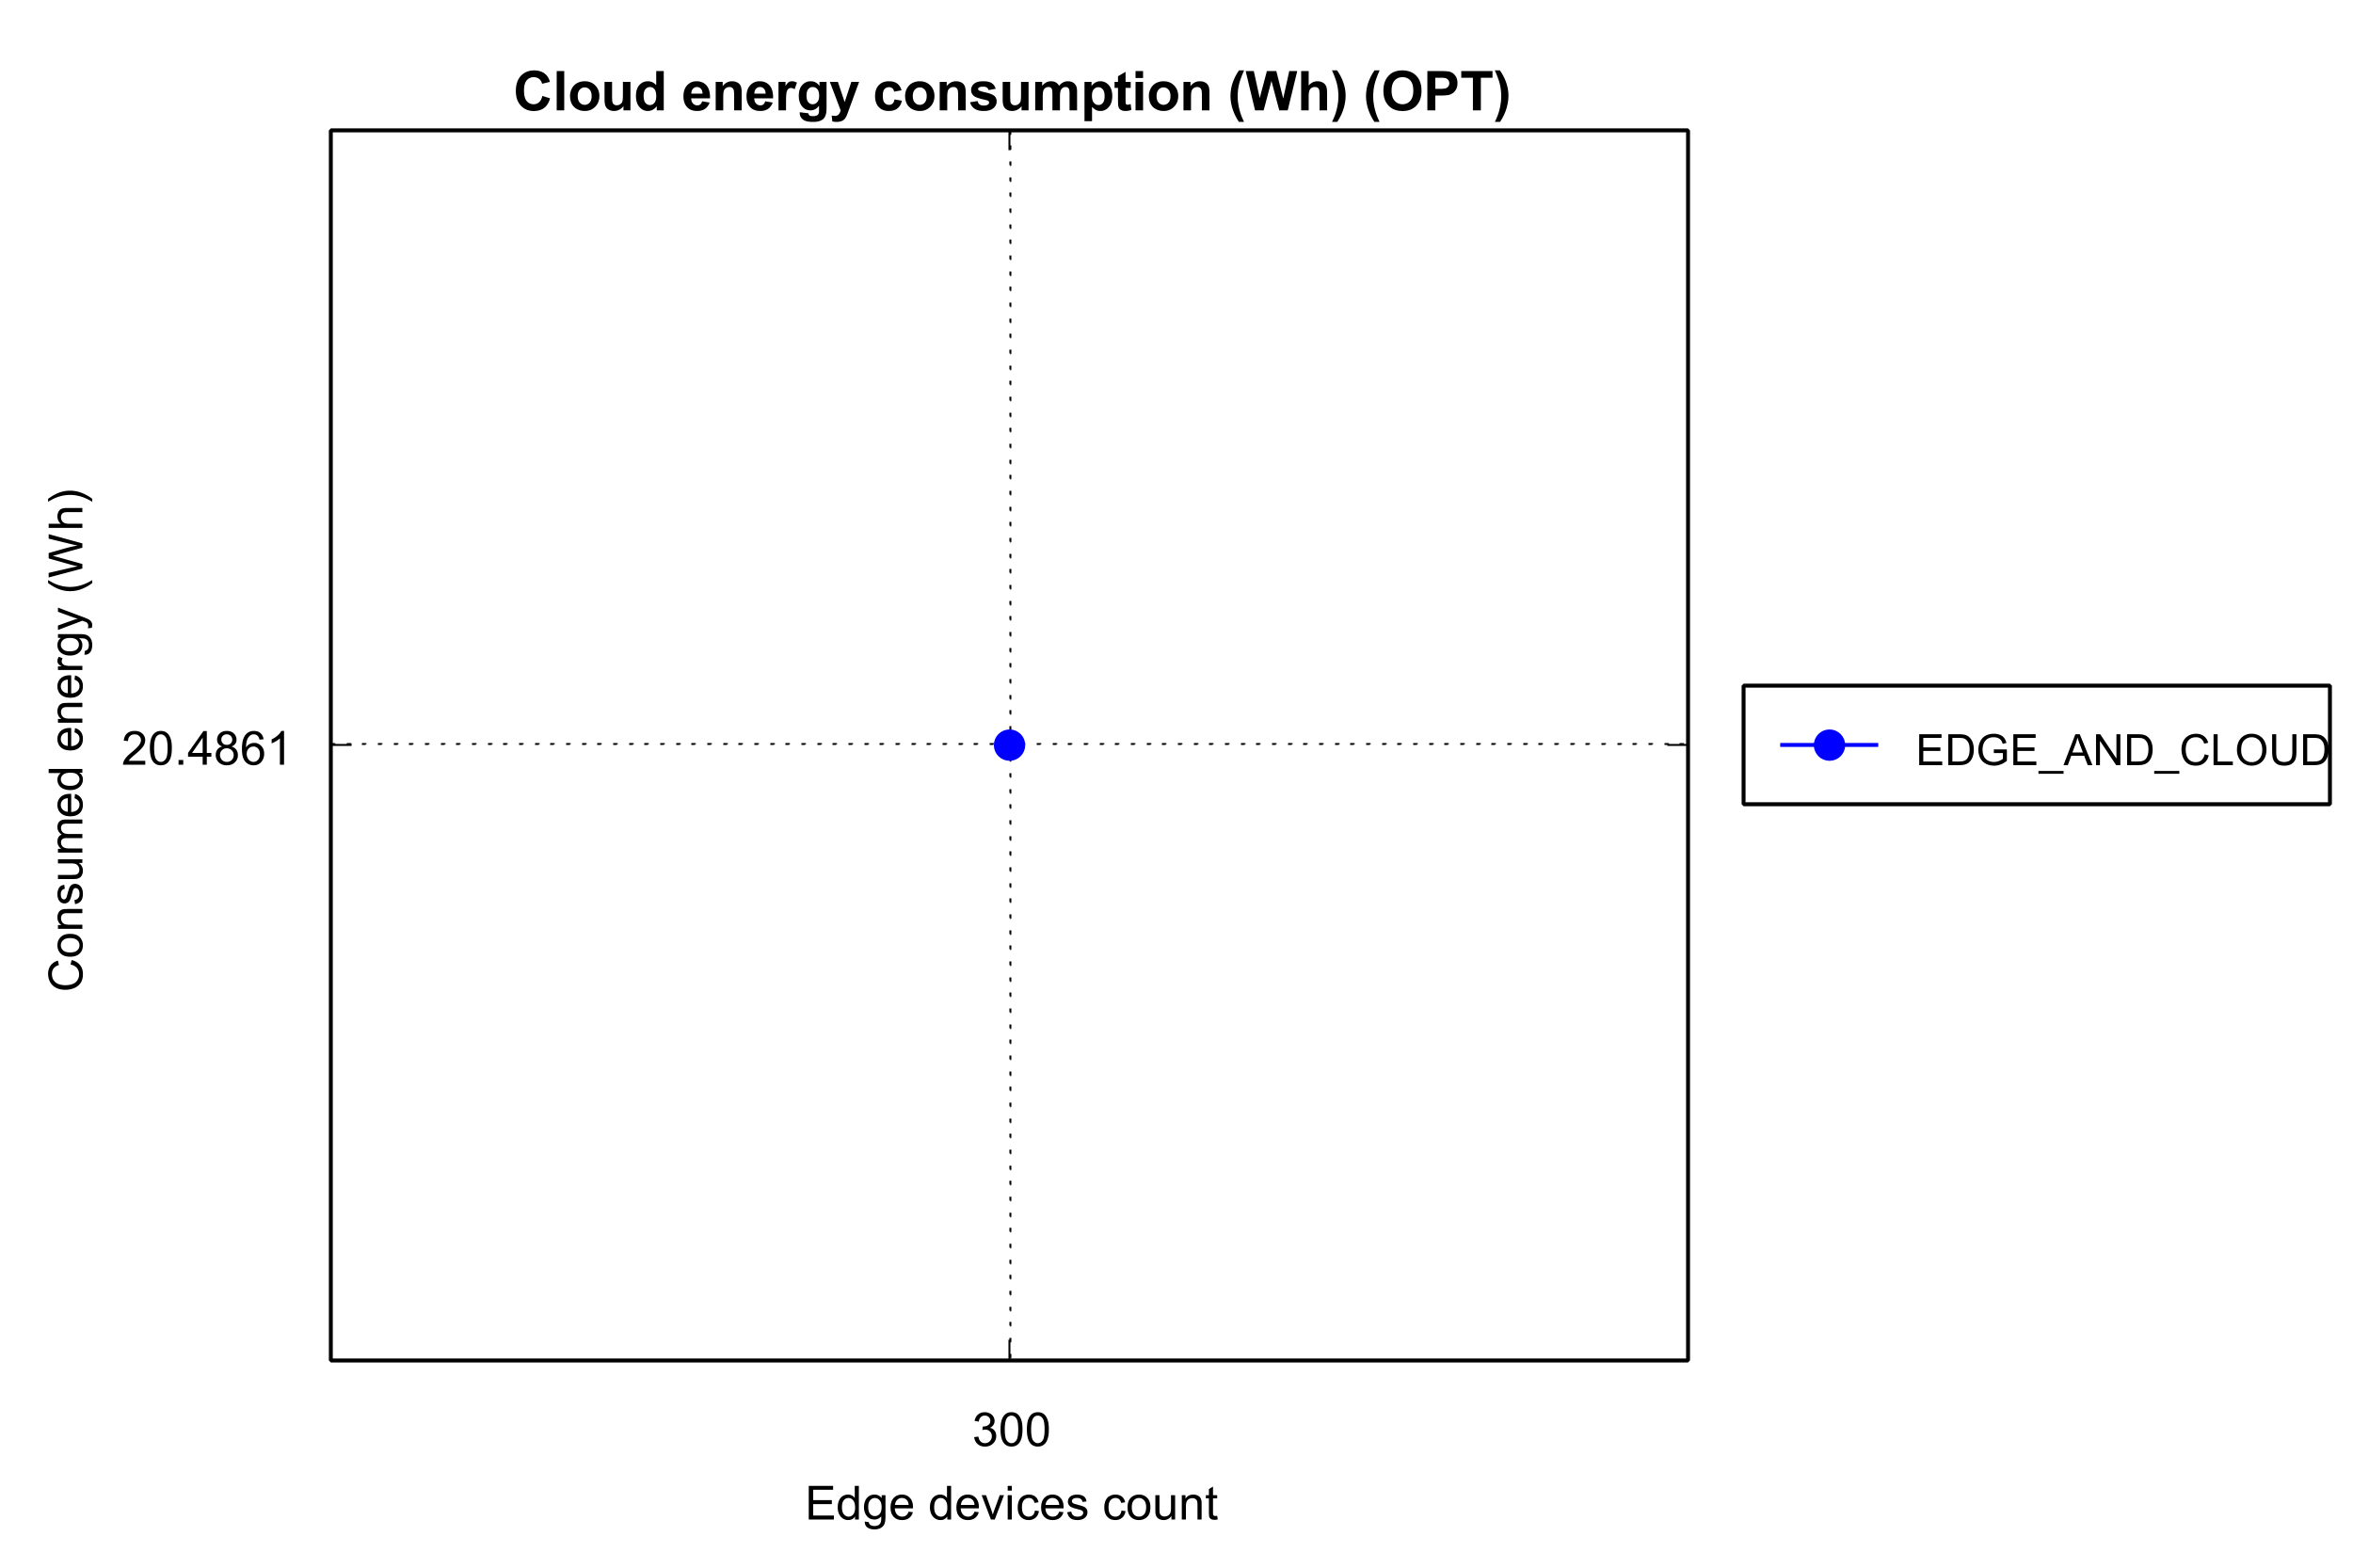 Cloud energy consumption (Wh) (OPT)
Consumed energy (Wh)
20.4861
EDGE_AND_CLOUD
300
Edge devices count